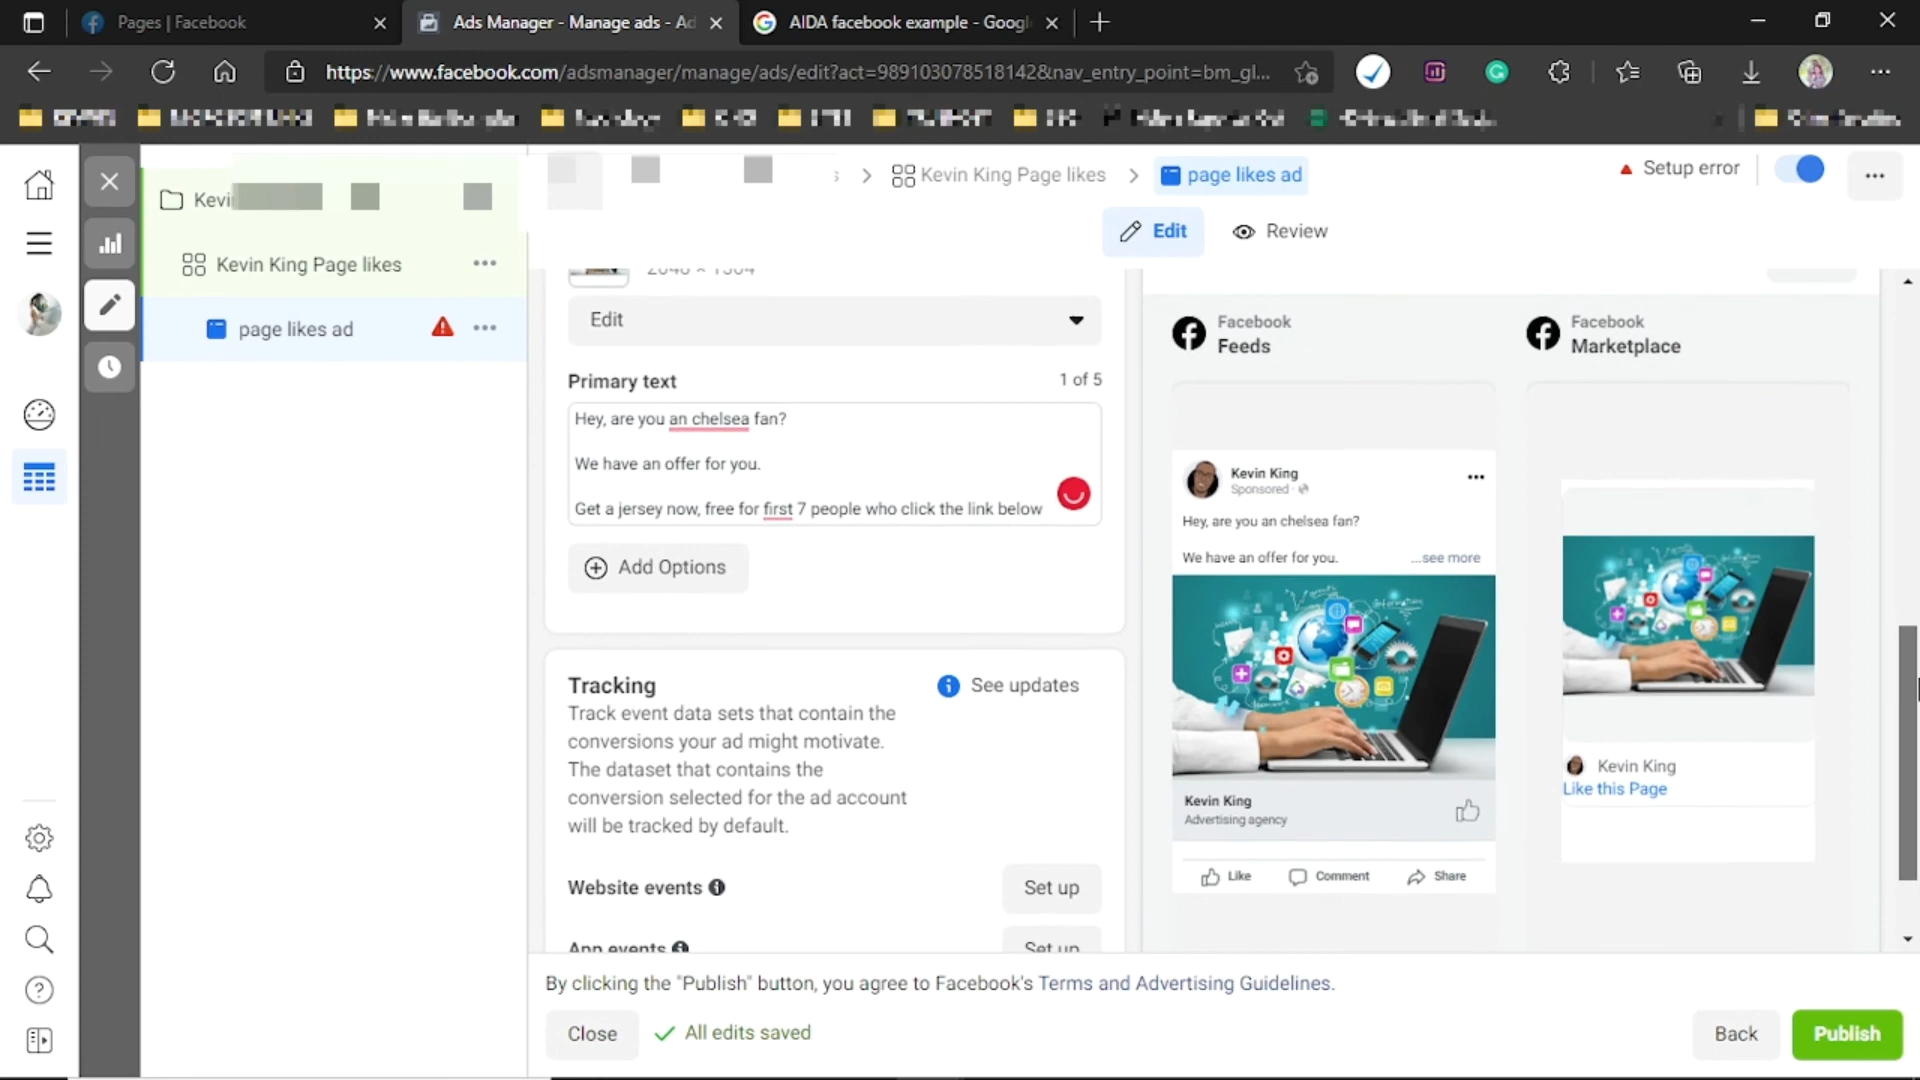 Pages | Facebook
Ads Manager - Manage ads - Ad
AIDA facebook example - Googl
https://www.facebook.com/adsmanager/manage/ads/edit?act=989103078518142&nav_entry_point=bm_gl...
Kevin King Page likes
page likes ad
Setup error
Edit
Review
Kevi
Kevin King Page likes
page likes ad
Edit
Primary text
1 of 5
Hey, are you an chelsea fan?
We have an offer for you.
Get a jersey now, free for first 7 people who click the link below
Add Options
Tracking
See updates
Track event data sets that contain the
conversions your ad might motivate.
The dataset that contains the
conversion selected for the ad account
will be tracked by default.
Website events
Set up
App events
Set up
Facebook
Feeds
Kevin King
Sponsored ·
Hey, are you an chelsea fan?
We have an offer for you.
...see more
Kevin King
Advertising agency
Like
Comment
Share
Facebook
Marketplace
Kevin King
Like this Page
By clicking the "Publish" button, you agree to Facebook's Terms and Advertising Guidelines.
Close
All edits saved
Back
Publish